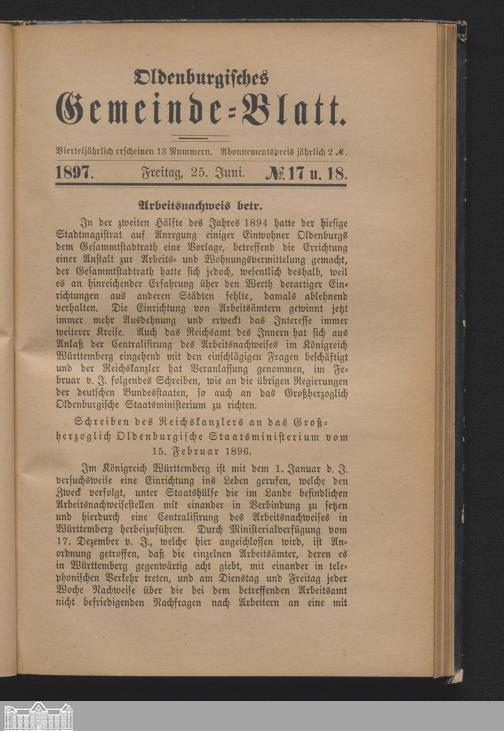 Oldenburgisches
Gemeinde=Blatt.
Vierteljährlich erscheinen 13 Nummern. Abonnementspreis jährlich 2 M.
1897. Freitag, 25. Juni. №. 17 u. 18.
Arbeitsnachweis betr.
In der zweiten Hälfte des Jahres 1894 hatte der hiesige
Stadtmagistrat auf Anregung einiger Einwohner Oldenburgs
dem Gesammtstadtrath eine Vorlage, betreffend die Errichtung
einer Anstalt zur Arbeits- und Wohnungsvermittelung gemacht,
der Gesammtstadtrath hatte sich jedoch, wesentlich deshalb, weil
es an hinreichender Erfahrung über den Werth derartiger Ein=
richtungen aus anderen Städten fehlte, damals ablehnend
verhalten. Die Einrichtung von Arbeitsämtern gewinnt jetzt
immer mehr Ausdehnung und erweckt das Interesse immer
weiterer Kreise. Auch das Reichsamt des Innern hat sich aus
Anlaß der Centralisirung des Arbeitsnachweises im Königreich
Württemberg eingehend mit den einschlägigen Fragen beschäftigt
und der Reichskanzler hat Veranlassung genommen, im Fe=
bruar v. J. folgendes Schreiben, wie an die übrigen Regierungen
der deutschen Bundesstaaten, so auch an das Großherzoglich
Oldenburgische Staatsministerium zu richten.
Schreiben des Reichskanzlers an das Groß=
herzoglich Oldenburgische Staatsministerium vom
15. Februar 1896.
Im Königreich Württemberg ist mit dem 1. Januar d. J.
versuchsweise eine Einrichtung ins Leben gerufen, welche den
Zweck verfolgt, unter Staatshülfe die im Lande befindlichen
Arbeitsnachweisestellen mit einander in Verbindung zu setzen
und hierdurch eine Centralisirung des Arbeitsnachweises in
Württemberg herbeizuführen. Durch Ministerialverfügung vom
17. Dezember v. J., welche hier angeschlossen wird, ist An=
ordnung getroffen, daß die einzelnen Arbeitsämter, deren es
in Württemberg gegenwärtig acht giebt, mit einander in tele=
phonischen Verkehr treten, und am Dienstag und Freitag jeder
Woche Nachweise über die bei dem betreffenden Arbeitsamt
nicht befriedigenden Nachfragen nach Arbeitern an eine mit